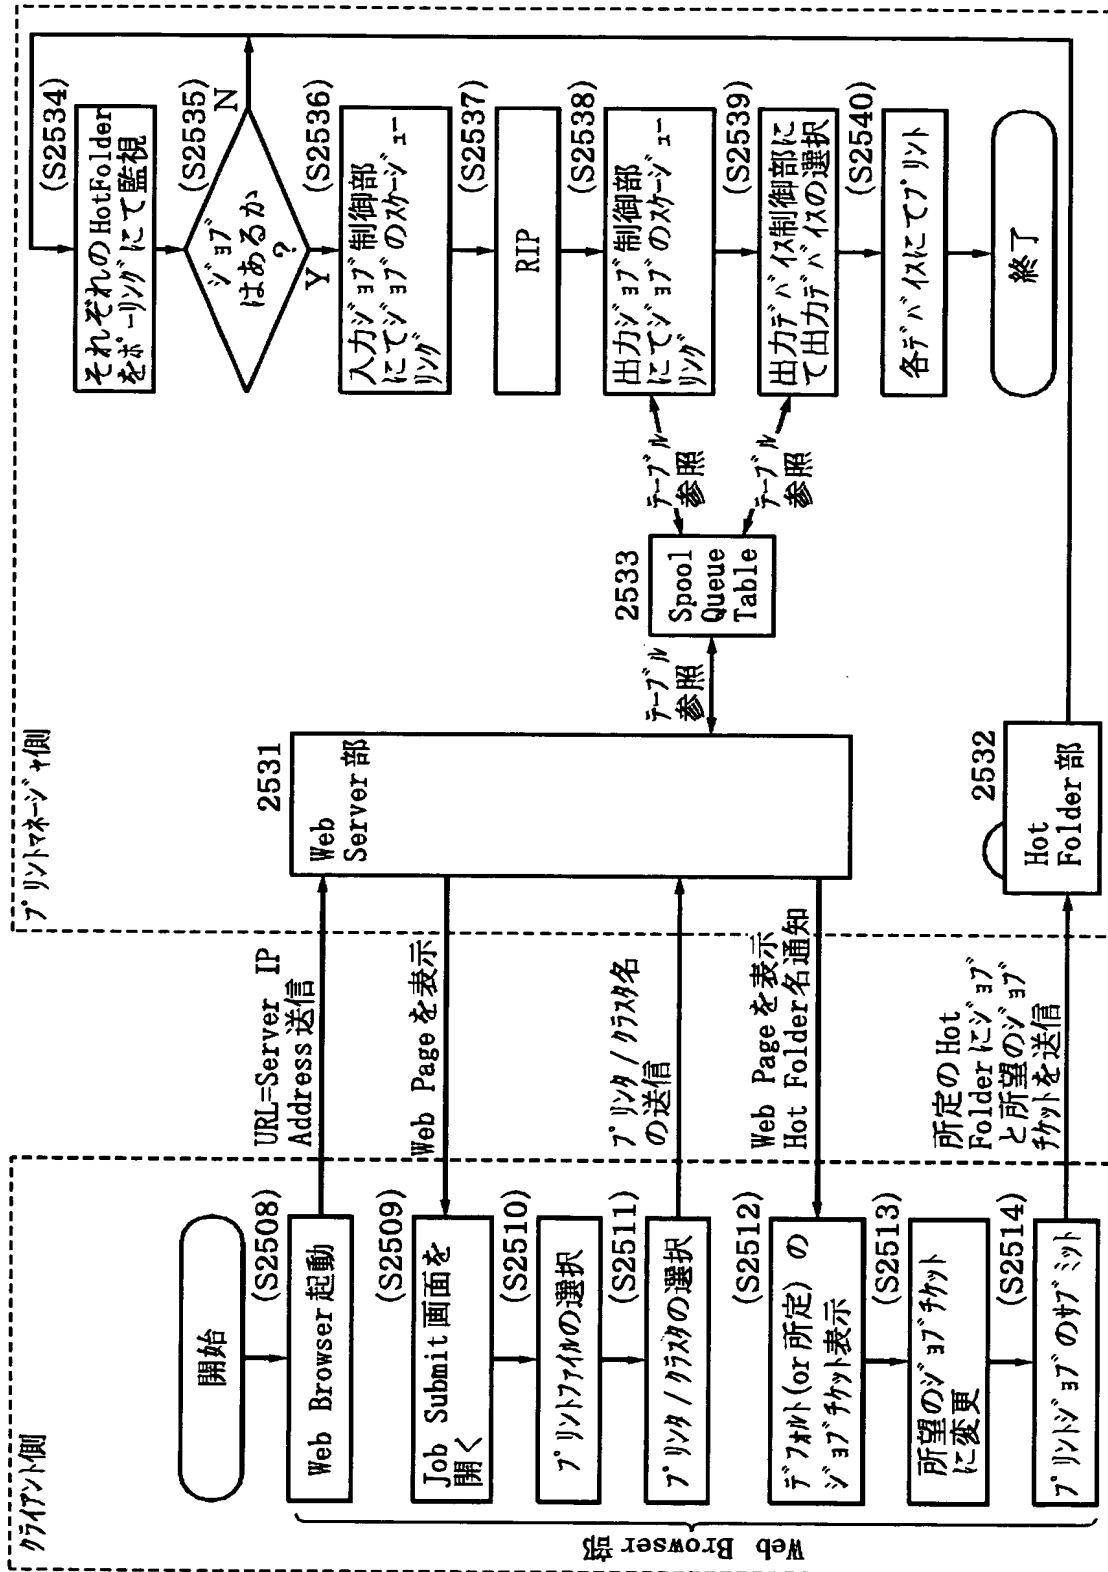 クライアント側
開始
(S2508)
Web Browser起動
(S2509)
Job Submit画面を
開く
(S2510)
プリントファイルの選択
(S2511)
プリンタ/クラスタの選択
(S2512)
デフォルト(or所定)の
ジョブチケット表示
(S2513)
所望のジョブチケット
に変更
(S2514)
プリントジョブのサブミット
Web Browser部
URL=Server IP
Address送信
Web Pageを表示
プリンタ/クラスタ名
の送信
Web Pageを表示
Hot Folder名通知
所定のHot
Folderにジョブ
と所望のジョブ
チケットを送信
プリントマネージャ側
2531
Web
Server部
2532
Hot
Folder部
テーブル
参照
2533
Spool
Queue
Table
テーブル
参照
テーブル
参照
(S2534)
それぞれのHotFolder
をポーリングにて監視
(S2535)
ジョブ
はあるか
?
N
Y
(S2536)
入力ジョブ制御部
にてジョブのスケージュー
リング
(S2537)
RIP
(S2538)
出力ジョブ制御部
にてジョブのスケージュー
リング
(S2539)
出力デバイス制御部に
て出力デバイスの選択
(S2540)
各デバイスにてプリント
終了